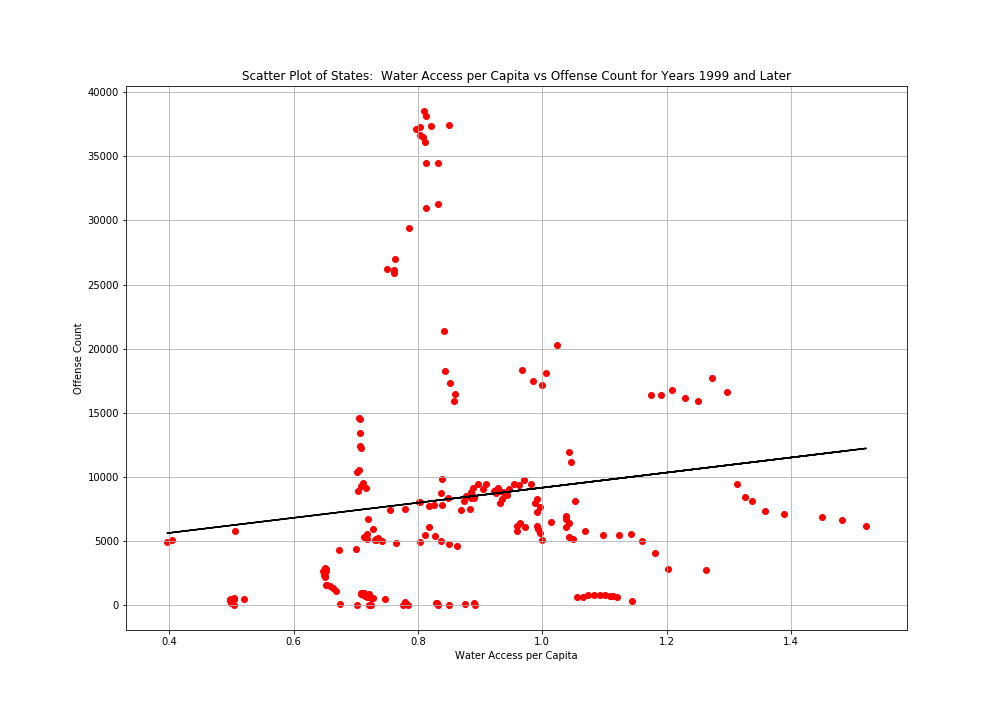 Scatter Plot of States:  Water Access per Capita vs Offense Count for Years 1999 and Later
40000
35000
30000
25000
20000
15000
10000
5000
0
Offense Count
0.4 0.6 0.8 1.0 1.2 1.4
Water Access per Capita